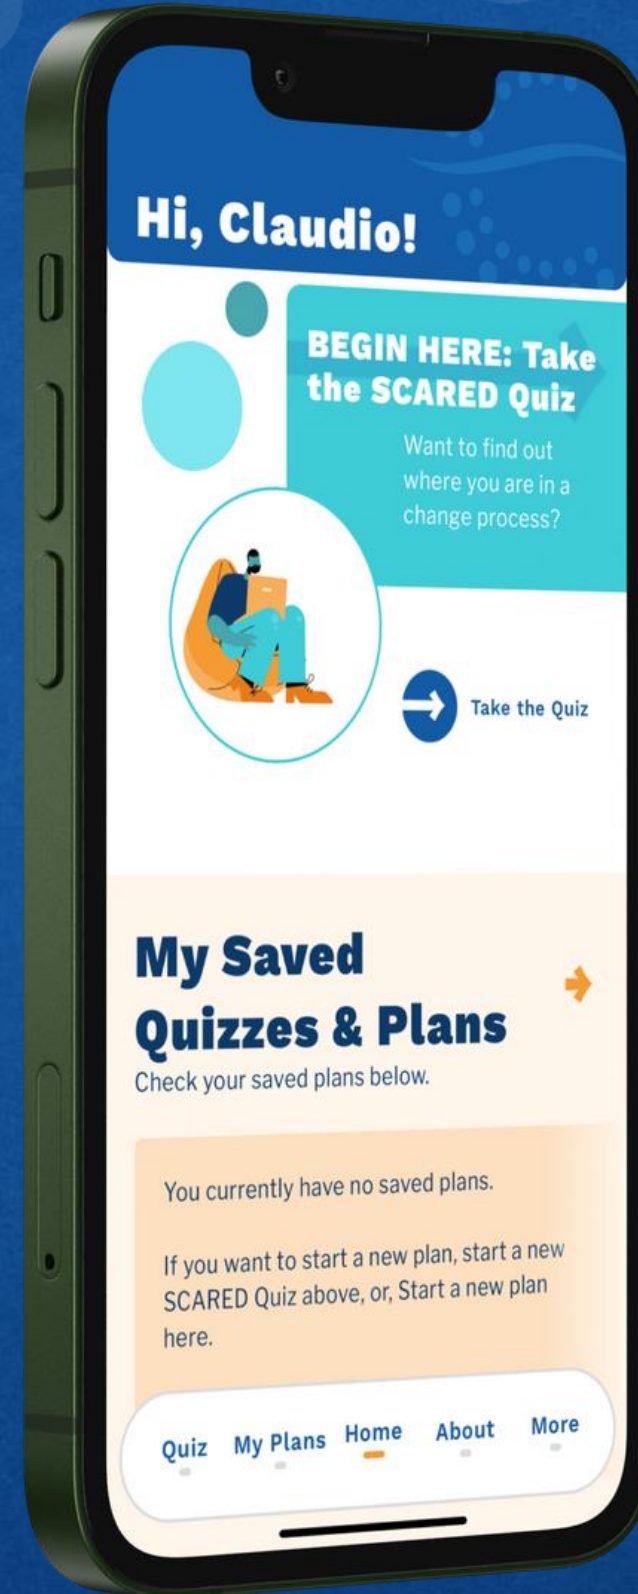 Hi, Claudio!
BEGIN HERE: Take
the SCARED Quiz
Want to find out
where you are in a
change process?
Take the Quiz
My Saved
Quizzes & Plans
Check your saved plans below.
You currently have no saved plans.
If you want to start a new plan, start a new
SCARED Quiz above, or, Start a new plan
here.
Quiz My Plans Home About More